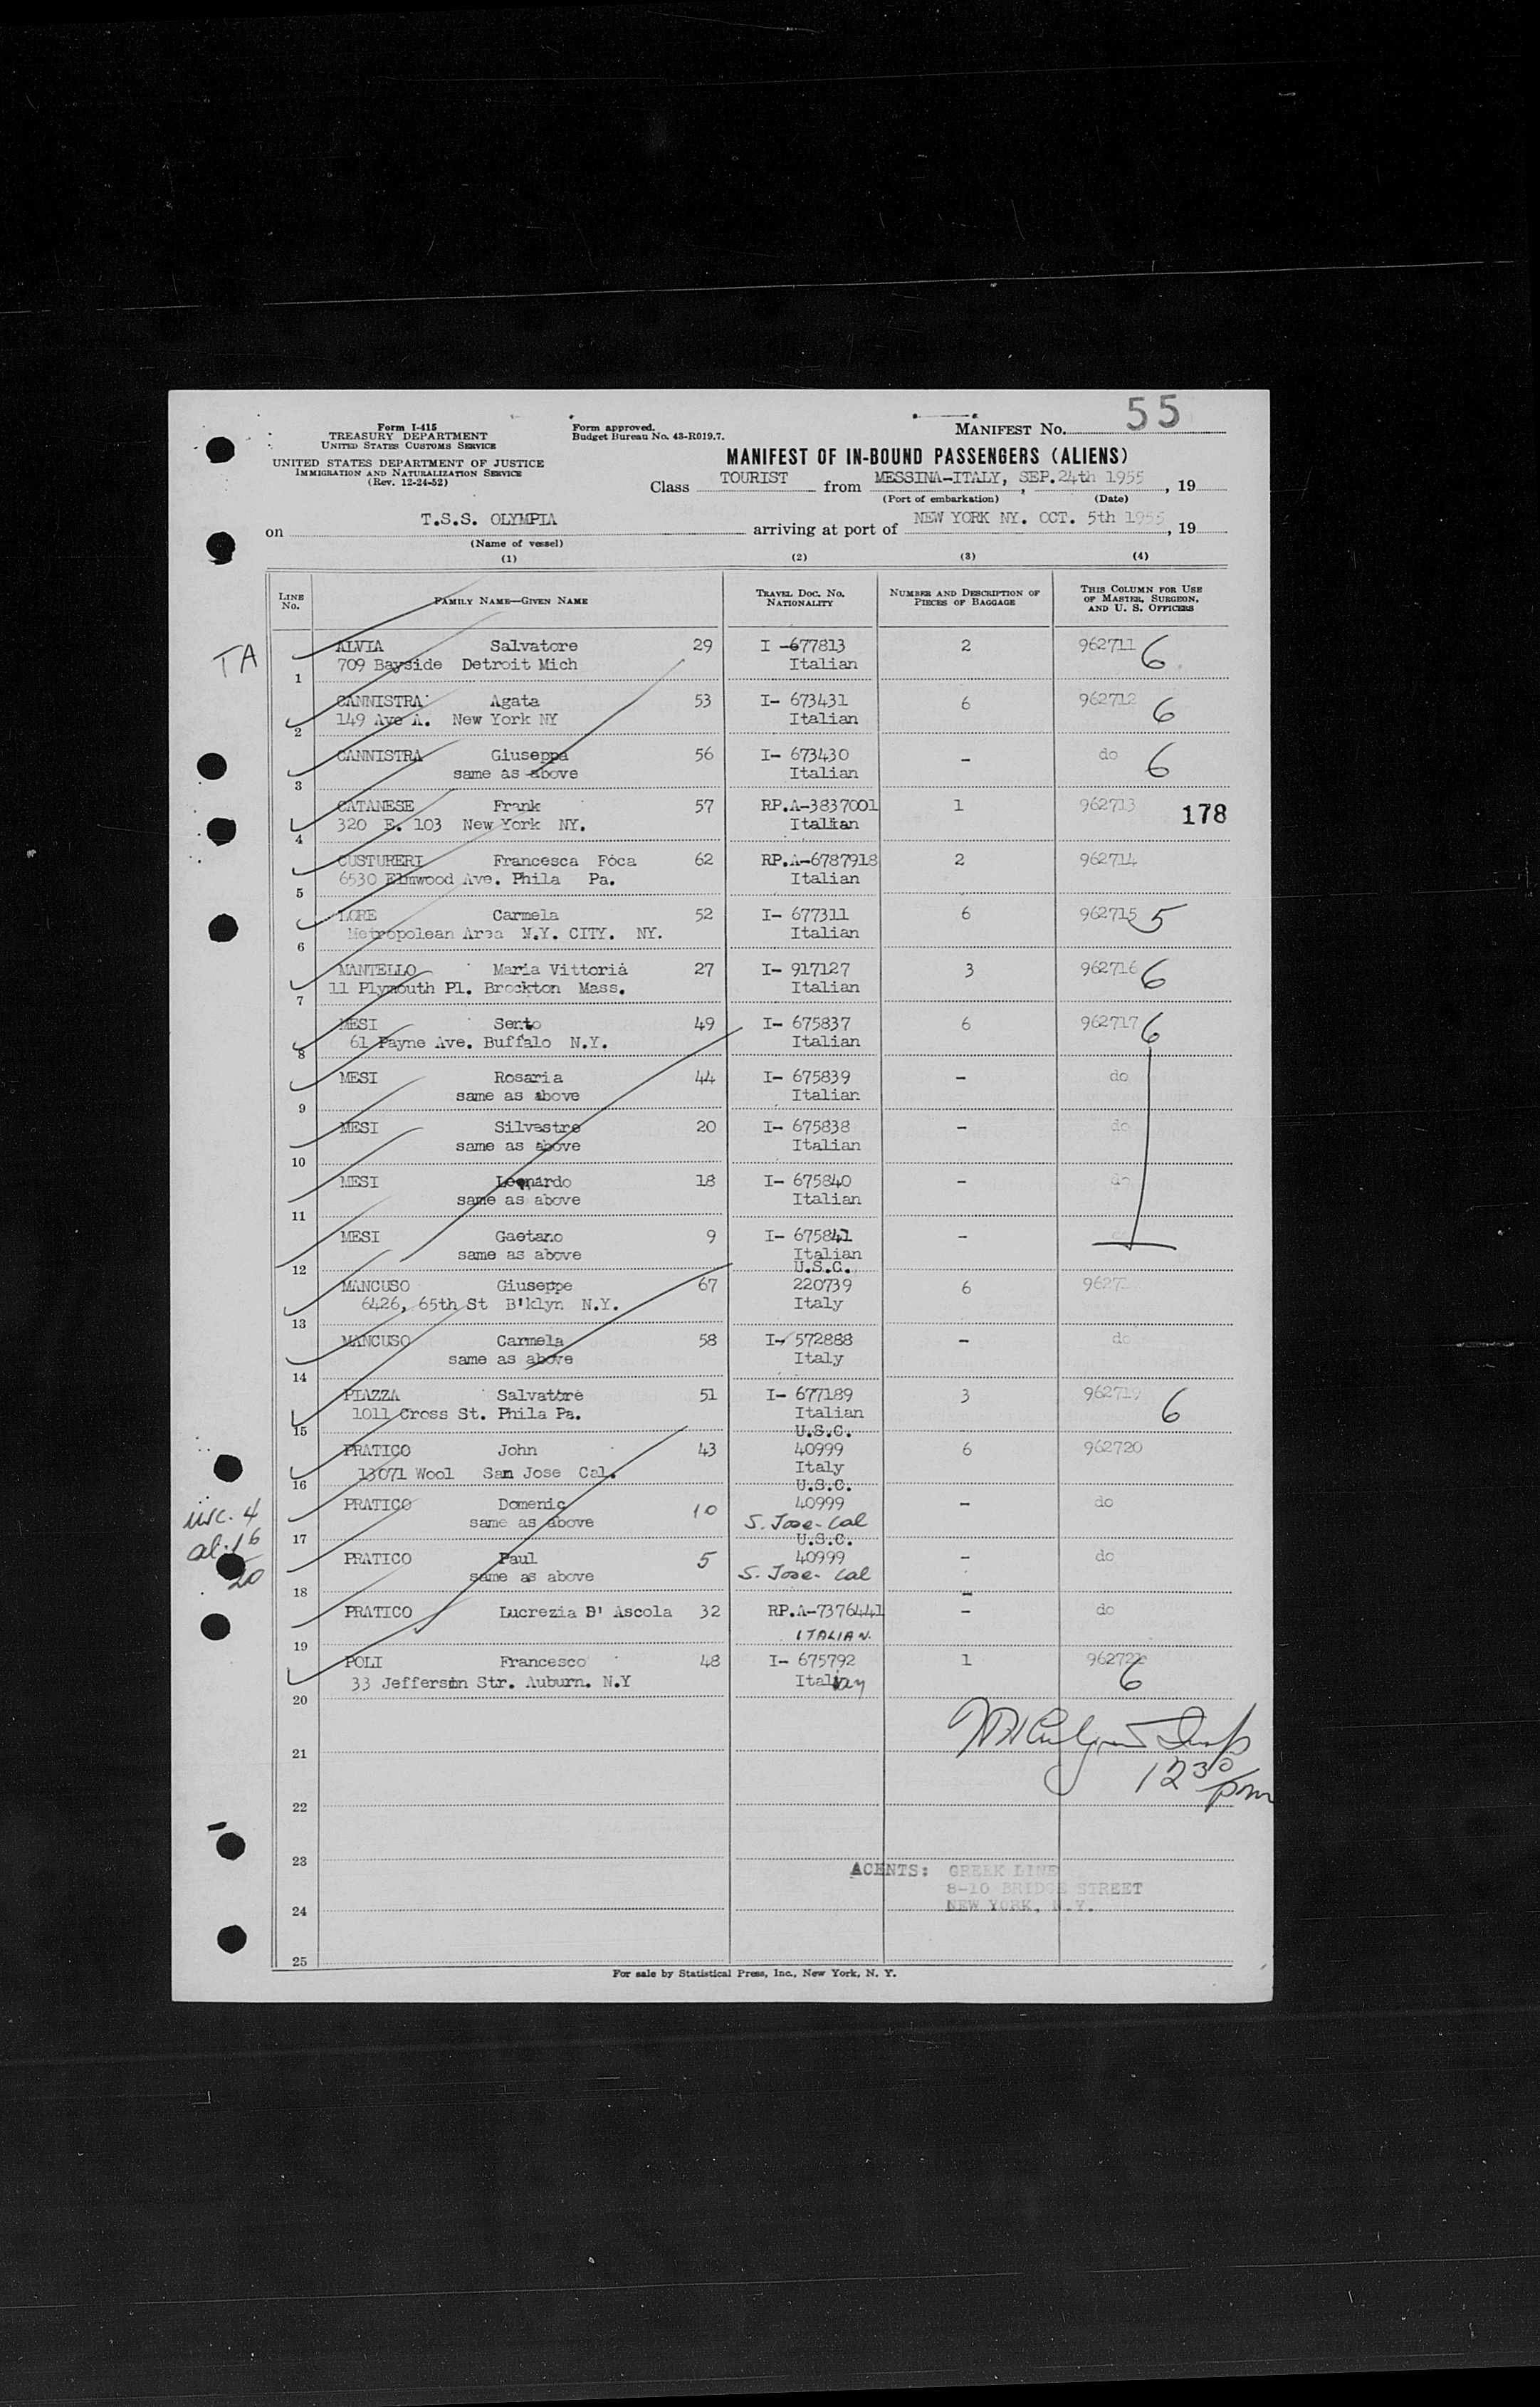 55
Form I-415
TREASURY DEPARTMENT
UNITED STATES CUSTOMS SERVICE
UNITED STATES DEPARTMENT OF JUSTICE
IMMIGRATION AND NATURALIZATION SERVICE
(Rev. 12-24-52)
Form approved.
Budget Bureau No. 43-R019.7.
MANIFEST No.
MANIFEST OF IN-BOUND PASSENGERS (ALIENS)
Class TOURIST from MESSINA-ITALY, SEP.24th 1955, 19
(Port of embarkation) (Date)
on T.S.S. OLYMPIA arriving at port of NEW YORK NY. OCT. 5th 1955, 19
(Name of vessel)
(1) (2) (3) (4)
LINE No. FAMILY NAME—GIVEN NAME TRAVEL DOC. No. NATIONALITY NUMBER AND DESCRIPTION OF PIECES OF BAGGAGE THIS COLUMN FOR USE OF MASTER, SURGEON, AND U. S. OFFICERS
TA ALVIA Salvatore 29 I -677813 2 962711 6
1 709 Bayside Detroit Mich Italian
CANNISTRA' Agata 53 I- 673431 6 962712 6
2 149 Ave A. New York NY Italian
CANNISTRA Giuseppa 56 I- 673430 - do 6
3 same as above Italian
CATANESE Frank 57 RP.A-3837001 1 962713 178
4 320 E. 103 New York NY. Italian
CUSTURERI Francesca Foca 62 RP.A-6787918 2 962714
5 6530 Elmwood Ave. Phila Pa. Italian
LORE Carmela 52 I- 677311 6 962715 5
6 Metropolean Area N.Y. CITY. NY. Italian
MANTELLO Maria Vittoria 27 I- 917127 3 962716 6
7 11 Plymouth Pl. Brockton Mass. Italian
MESI Santo 49 I- 675837 6 962717 6
8 61 Payne Ave. Buffalo N.Y. Italian
MESI Rosaria 44 I- 675839 - do
9 same as above Italian
MESI Silvestro 20 I- 675838 - do
10 same as above Italian
MESI Leonardo 18 I- 675840 - do
11 same as above Italian
MESI Gaetano 9 I- 675841 -
12 same as above Italian
U.S.C.
MANCUSO Giuseppe 67 220739 6
13 6426, 65th St B'klyn N.Y. Italy
MANCUSO Carmela 58 I- 572888 - do
14 same as above Italy
PIAZZA Salvatore 51 I- 677189 3 962719 6
15 1011 Cross St. Phila Pa. Italian
U.S.C.
PRATICO John 43 40999 6 962720
16 13071 Wool San Jose Cal. Italy
U.S.C.
usc. 4 PRATICO Domenic 10 40999 - do
17 same as above S. Jose- Cal
al. 16 U.S.C.
20 PRATICO Paul 5 40999 - do
18 same as above S. Jose- Cal
PRATICO Lucrezia D' Ascola 32 RP.A-7376441 - do
19 ITALIAN.
POLI Francesco 48 I- 675792 1 962721 6
20 33 Jefferson Str. Auburn. N.Y Italy
21
12 30 pm
22
23
AGENTS: GREEK LINE
8-10 BRIDGE STREET
24 NEW YORK, N.Y.
25
For sale by Statistical Press, Inc., New York, N. Y.